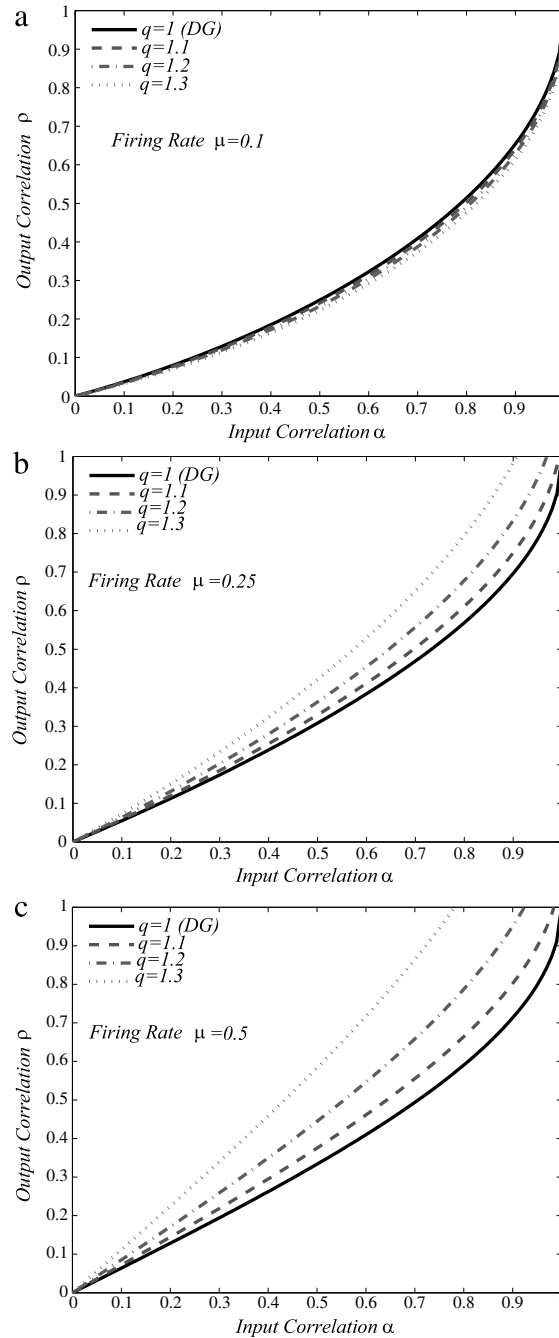 a
1
0.9
0.8
0.7
0.6
0.5
0.4
0.3
0.2
0.1
0
Output Correlation ρ
q=1 (DG)
q=1.1
q=1.2
q=1.3
Firing Rate μ=0.1
0 0.1 0.2 0.3 0.4 0.5 0.6 0.7 0.8 0.9
Input Correlation α
b
1
0.9
0.8
0.7
0.6
0.5
0.4
0.3
0.2
0.1
0
Output Correlation ρ
q=1 (DG)
q=1.1
q=1.2
q=1.3
Firing Rate μ=0.25
0 0.1 0.2 0.3 0.4 0.5 0.6 0.7 0.8 0.9
Input Correlation α
c
1
0.9
0.8
0.7
0.6
0.5
0.4
0.3
0.2
0.1
0
Output Correlation ρ
q=1 (DG)
q=1.1
q=1.2
q=1.3
Firing Rate μ=0.5
0 0.1 0.2 0.3 0.4 0.5 0.6 0.7 0.8 0.9
Input Correlation α